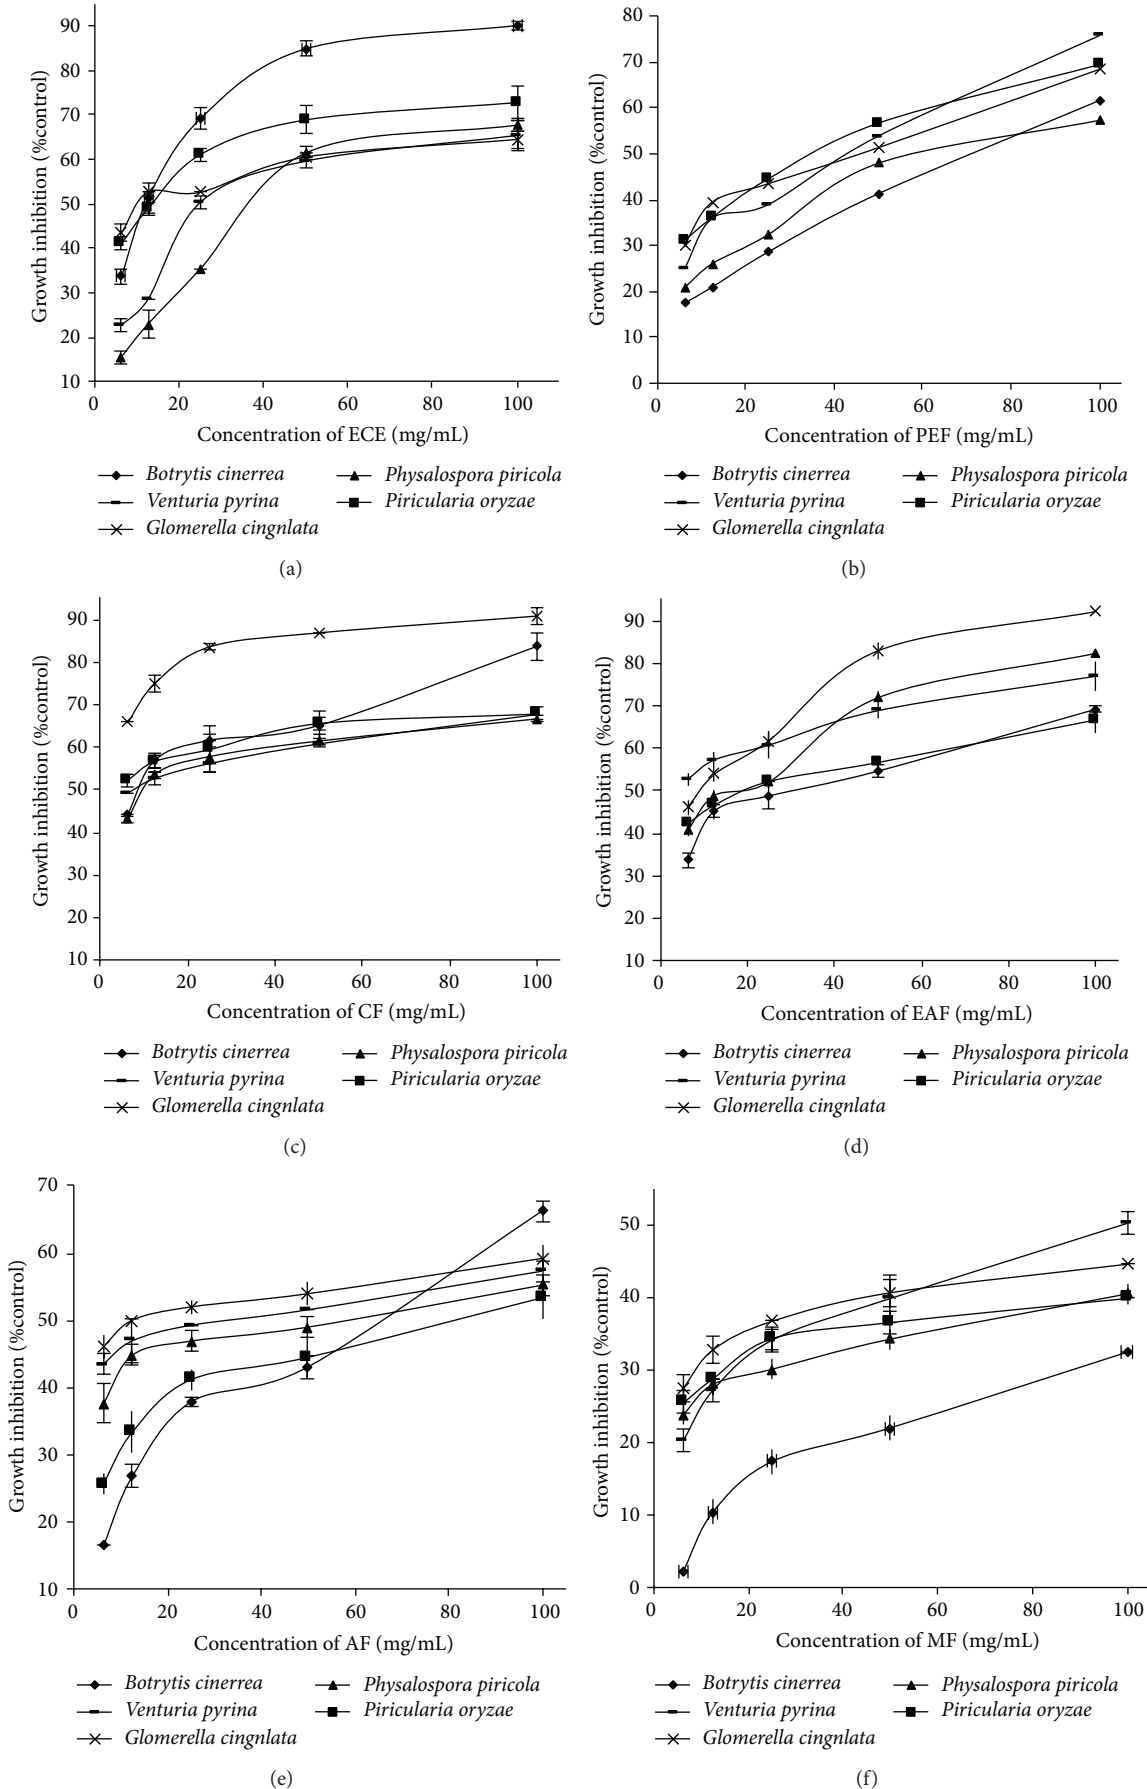 90
80
70
60
50
40
30
20
10
Growth inhibition (%control)
0 20 40 60 80 100
Concentration of ECE (mg/mL)
Botrytis cinerrea
Physalospora piricola
Venturia pyrina
Piricularia oryzae
Glomerella cingnlata
(a)
80
70
60
50
40
30
20
10
0
Growth inhibition (%control)
0 20 40 60 80 100
Concentration of PEF (mg/mL)
Botrytis cinerrea
Physalospora piricola
Venturia pyrina
Piricularia oryzae
Glomerella cingnlata
(b)
90
80
70
60
50
40
30
20
10
Growth inhibition (%control)
0 20 40 60 80 100
Concentration of CF (mg/mL)
Botrytis cinerrea
Physalospora piricola
Venturia pyrina
Piricularia oryzae
Glomerella cingnlata
(c)
90
80
70
60
50
40
30
20
10
Growth inhibition (%control)
0 20 40 60 80 100
Concentration of EAF (mg/mL)
Botrytis cinerrea
Physalospora piricola
Venturia pyrina
Piricularia oryzae
Glomerella cingnlata
(d)
70
60
50
40
30
20
10
Growth inhibition (%control)
0 20 40 60 80 100
Concentration of AF (mg/mL)
Botrytis cinerrea
Physalospora piricola
Venturia pyrina
Piricularia oryzae
Glomerella cingnlata
(e)
50
40
30
20
10
0
Growth inhibition (%control)
0 20 40 60 80 100
Concentration of MF (mg/mL)
Botrytis cinerrea
Physalospora piricola
Venturia pyrina
Piricularia oryzae
Glomerella cingnlata
(f)